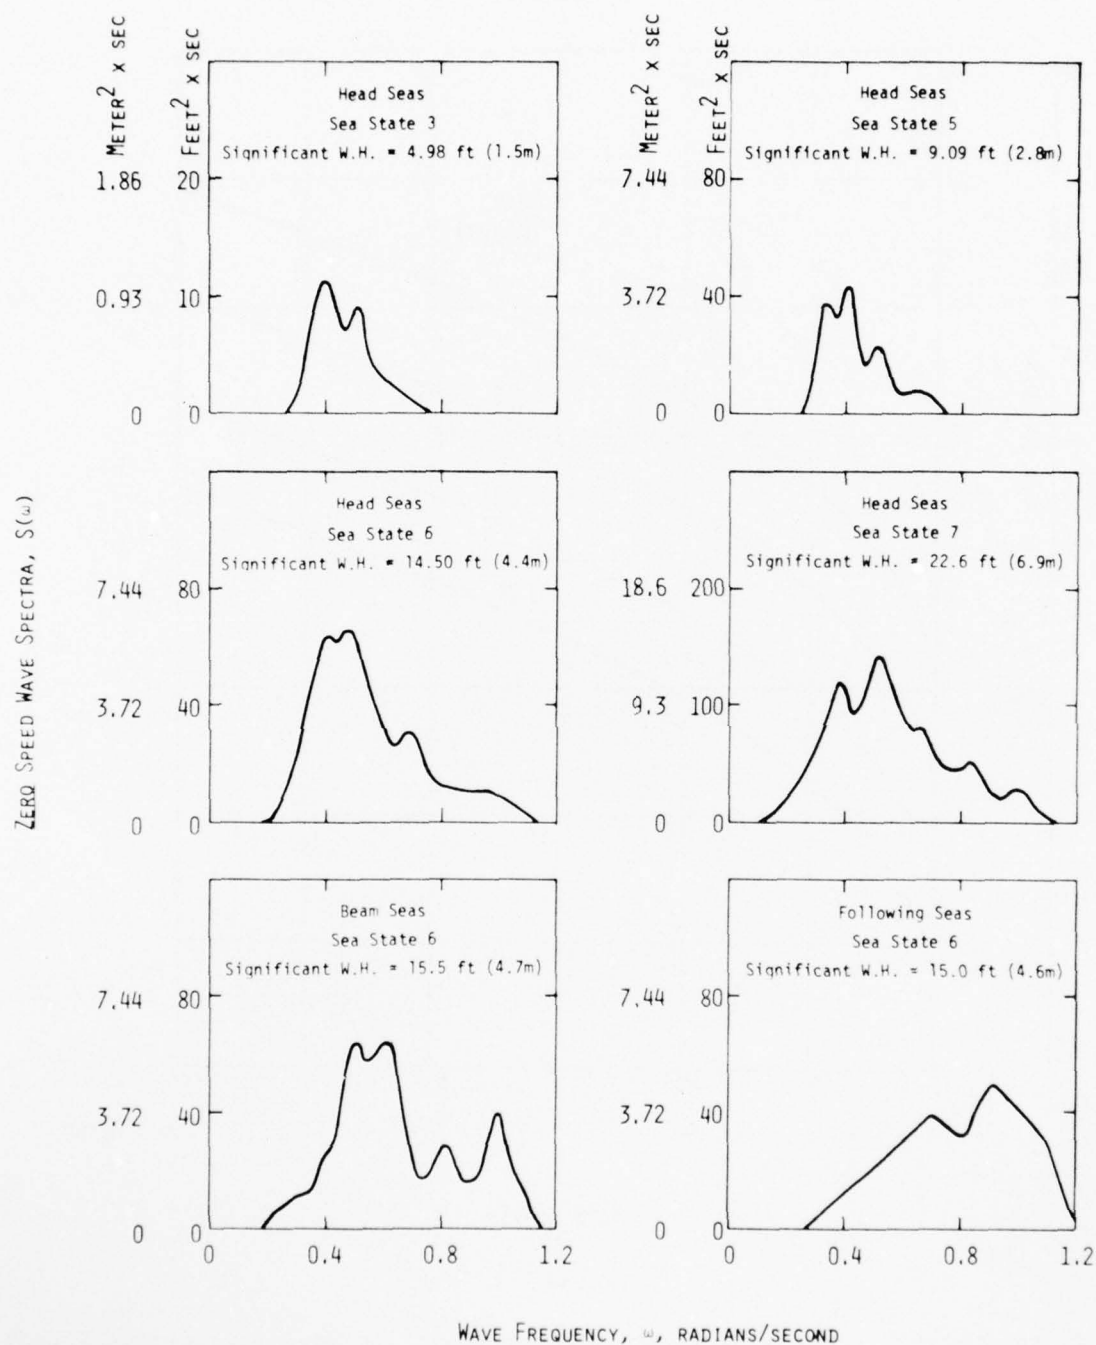 ZERO SPEED WAVE SPECTRA, S(ω)
METER² X SEC
FEET² X SEC
Head Seas
Sea State 3
Significant W.H. = 4.98 ft (1.5m)
1.86 20
0.93 10
0 0
METER² X SEC
FEET² X SEC
Head Seas
Sea State 5
Significant W.H. = 9.09 ft (2.8m)
7.44 80
3.72 40
0 0
Head Seas
Sea State 6
Significant W.H. = 14.50 ft (4.4m)
7.44 80
3.72 40
0 0
Head Seas
Sea State 7
Significant W.H. = 22.6 ft (6.9m)
18.6 200
9.3 100
0 0
Beam Seas
Sea State 6
Significant W.H. = 15.5 ft (4.7m)
7.44 80
3.72 40
0 0
0 0.4 0.8 1.2
Following Seas
Sea State 6
Significant W.H. = 15.0 ft (4.6m)
7.44 80
3.72 40
0 0
0 0.4 0.8 1.2
WAVE FREQUENCY, ω, RADIANS/SECOND